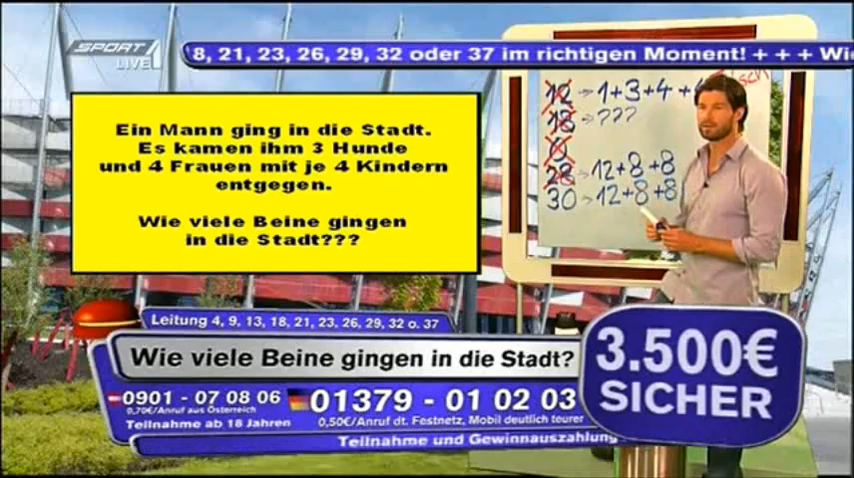 SPORT1
LIVE
8, 21, 23, 26, 29, 32 oder 37 im richtigen Moment! + + + Wi
Ein Mann ging in die Stadt.
Es kamen ihm 3 Hunde
und 4 Frauen mit je 4 Kindern
entgegen.
Wie viele Beine gingen
in die Stadt???
12 → 1+3+4+
18 → ???
28 → 12+8+8
30 → 12+8+8
Leitung 4, 9, 13, 18, 21, 23, 26, 29, 32 o. 37
Wie viele Beine gingen in die Stadt?
3.500€
SICHER
0901 - 07 08 06
0,70€/Anruf aus Österreich
Teilnahme ab 18 Jahren
01379 - 01 02 03
0,50€/Anruf dt. Festnetz, Mobil deutlich teurer
Teilnahme und Gewinnauszahlung